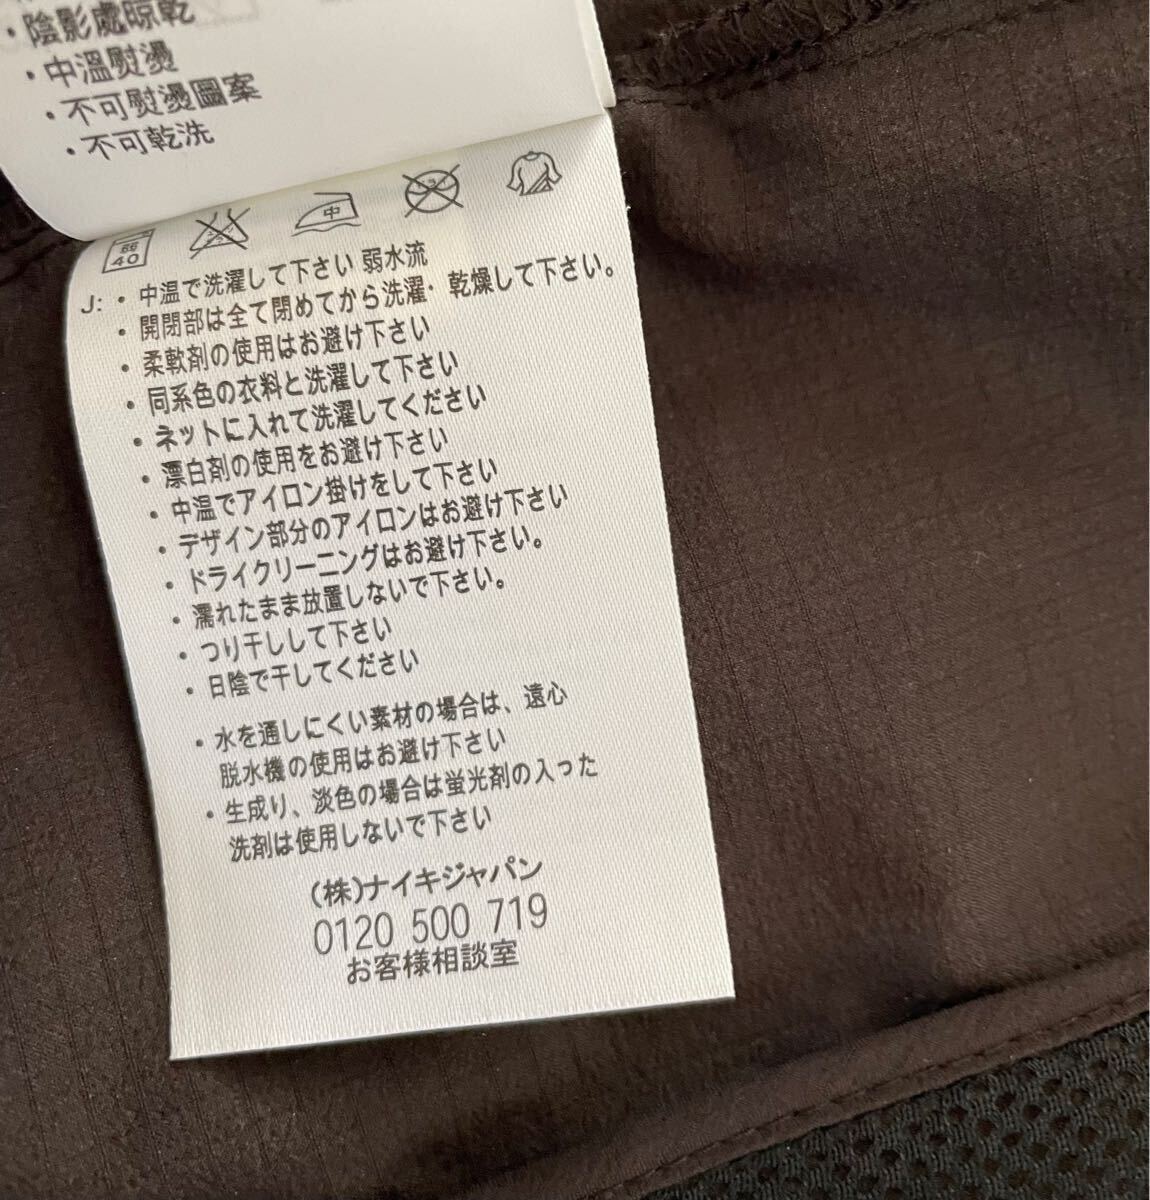 ・陰影處晾乾
・中溫熨燙
・不可熨燙圖案
・不可乾洗
弱
40
中
J: ・中温で洗濯して下さい 弱水流
・開閉部は全て閉めてから洗濯・乾燥して下さい。
・柔軟剤の使用はお避け下さい
・同系色の衣料と洗濯して下さい
・ネットに入れて洗濯してください
・漂白剤の使用をお避け下さい
・中温でアイロン掛けをして下さい
・デザイン部分のアイロンはお避け下さい
・ドライクリーニングはお避け下さい。
・濡れたまま放置しないで下さい。
・つり干しして下さい
・日陰で干してください
・水を通しにくい素材の場合は、遠心
脱水機の使用はお避け下さい
・生成り、淡色の場合は蛍光剤の入った
洗剤は使用しないで下さい
(株)ナイキジャパン
0120 500 719
お客様相談室